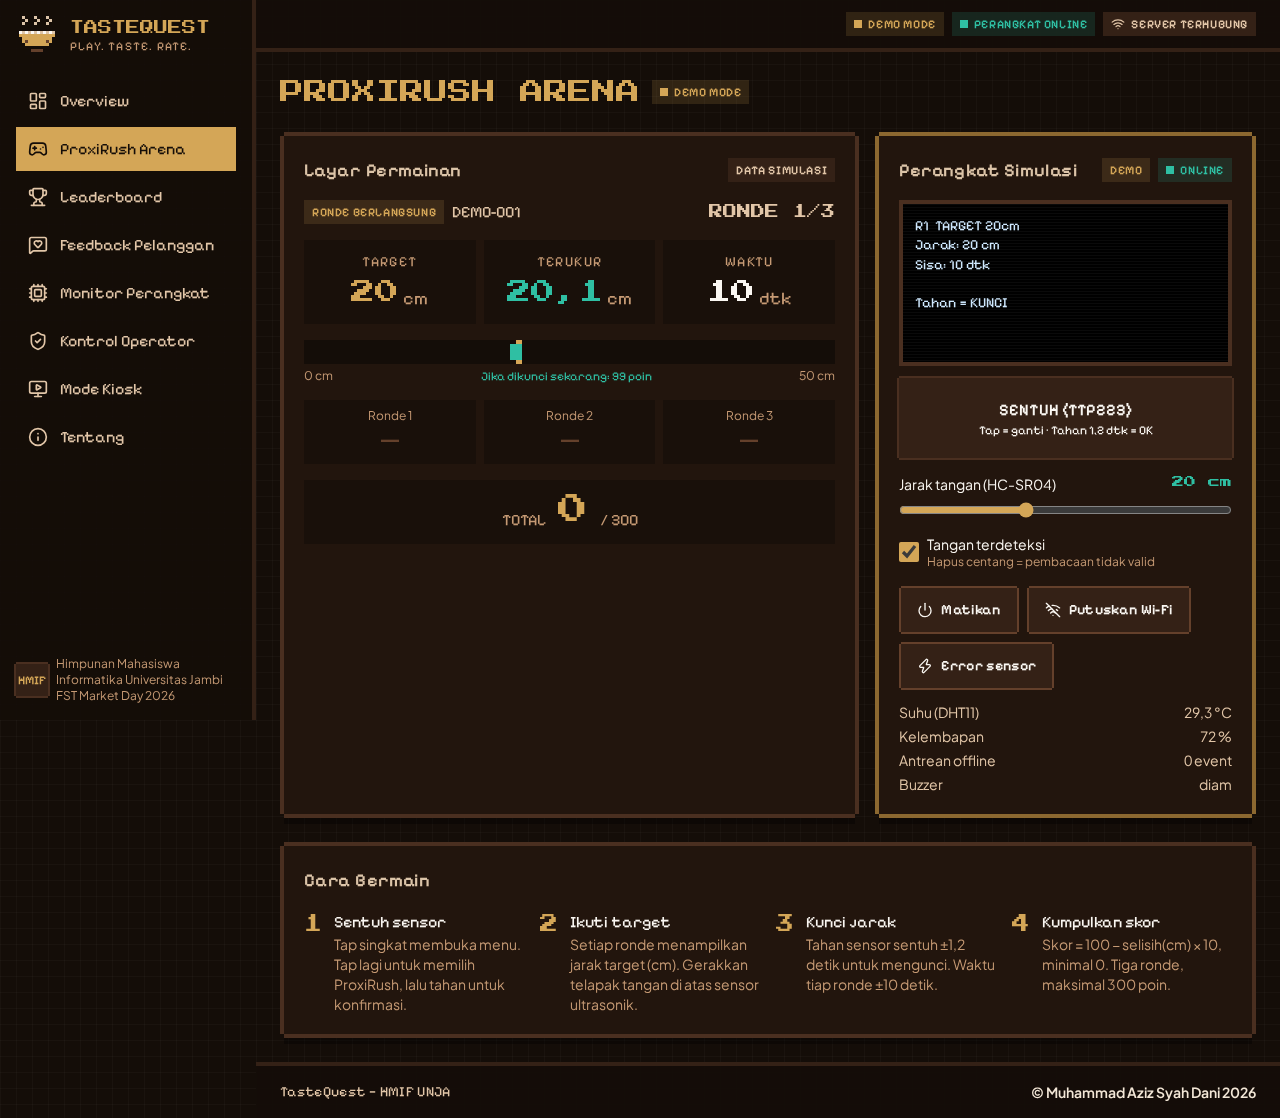 TASTEQUEST
PLAY. TASTE. RATE.
Overview
ProxiRush Arena
Leaderboard
Feedback Pelanggan
Monitor Perangkat
Kontrol Operator
Mode Kiosk
Tentang
HMIF
Himpunan Mahasiswa
Informatika Universitas Jambi
FST Market Day 2026
DEMO MODE
PERANGKAT ONLINE
SERVER TERHUBUNG
PROXIRUSH ARENA
DEMO MODE
Layar Permainan
DATA SIMULASI
RONDE BERLANGSUNG
DEMO-001
RONDE 1/3
TARGET
20 cm
TERUKUR
20,1 cm
WAKTU
10 dtk
0 cm
Jika dikunci sekarang: 99 poin
50 cm
Ronde 1
—
Ronde 2
—
Ronde 3
—
TOTAL 0 / 300
Perangkat Simulasi
DEMO
ONLINE
R1 TARGET 20cm
Jarak: 20 cm
Sisa: 10 dtk
Tahan = KUNCI
SENTUH (TTP223)
Tap = ganti · Tahan 1.2 dtk = OK
Jarak tangan (HC-SR04)
20 cm
Tangan terdeteksi
Hapus centang = pembacaan tidak valid
Matikan
Putuskan Wi-Fi
Error sensor
Suhu (DHT11)
29,3 °C
Kelembapan
72 %
Antrean offline
0 event
Buzzer
diam
Cara Bermain
1
Sentuh sensor
Tap singkat membuka menu.
Tap lagi untuk memilih
ProxiRush, lalu tahan untuk
konfirmasi.
2
Ikuti target
Setiap ronde menampilkan
jarak target (cm). Gerakkan
telapak tangan di atas sensor
ultrasonik.
3
Kunci jarak
Tahan sensor sentuh ±1,2
detik untuk mengunci. Waktu
tiap ronde ±10 detik.
4
Kumpulkan skor
Skor = 100 − selisih(cm) × 10,
minimal 0. Tiga ronde,
maksimal 300 poin.
TasteQuest - HMIF UNJA
© Muhammad Aziz Syah Dani 2026